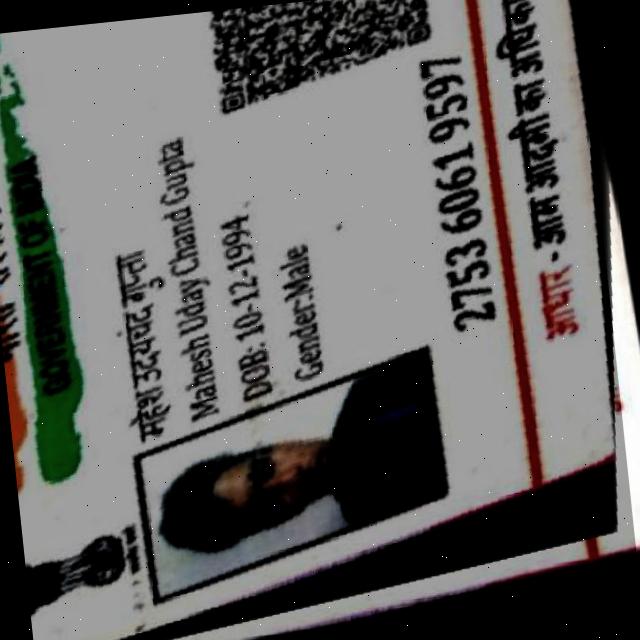 GOVERNMENT OF INDIA
महेश उदयचंद गुप्ता
Mahesh Uday Chand Gupta
DOB: 10-12-1994
Gender:Male
2753 6061 9597
आधार - आम आदमी का अधिकार